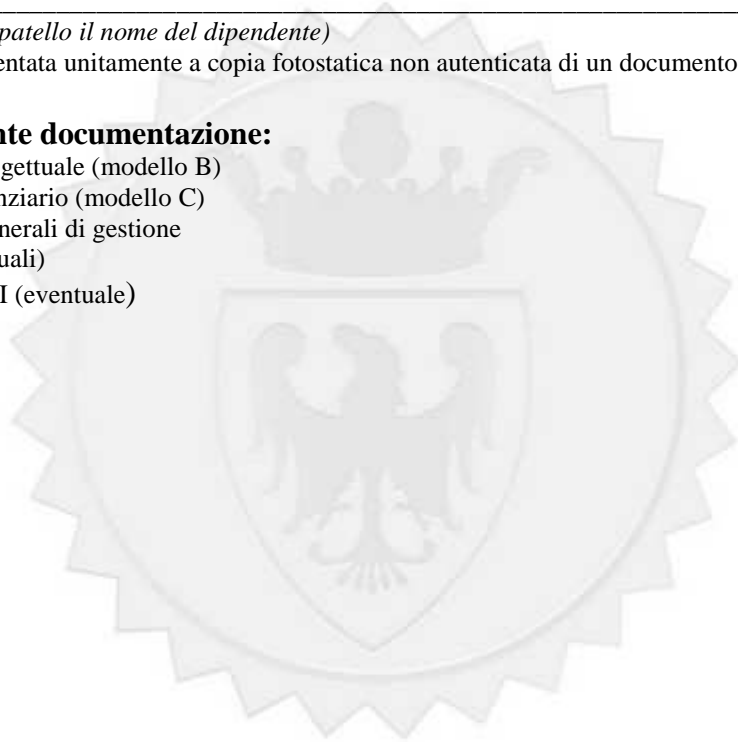 patello il nome del dipendente)
entata unitamente a copia fotostatica non autenticata di un documento
nte documentazione:
gettuale (modello B)
nziario (modello C)
nerali di gestione
uali)
I (eventuale)